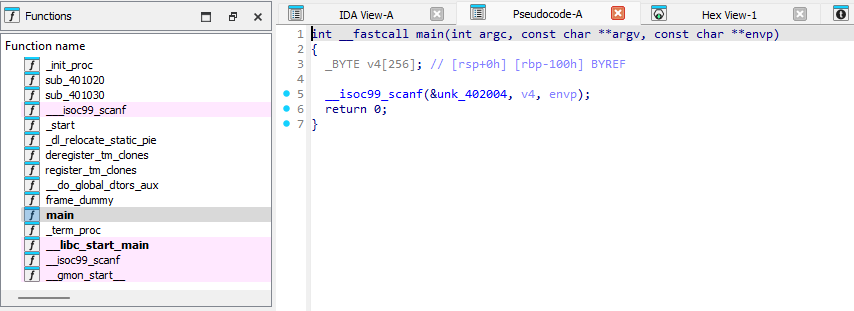 Functions
Function name
_init_proc
sub_401020
sub_401030
___isoc99_scanf
_start
_dl_relocate_static_pie
deregister_tm_clones
register_tm_clones
__do_global_dtors_aux
frame_dummy
main
_term_proc
__libc_start_main
__isoc99_scanf
__gmon_start__
IDA View-A
Pseudocode-A
Hex View-1
1 int __fastcall main(int argc, const char **argv, const char **envp)
2 {
3   _BYTE v4[256]; // [rsp+0h] [rbp-100h] BYREF
4
5   __isoc99_scanf(&unk_402004, v4, envp);
6   return 0;
7 }